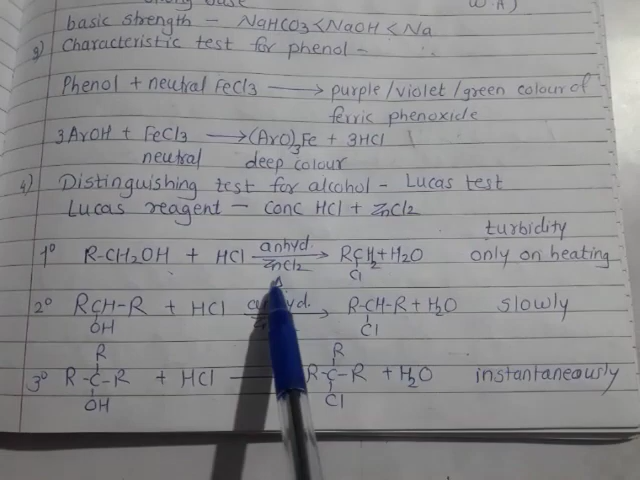 W.A)
basic strength - NaHCO3 < NaOH < Na
3) Characteristic test for phenol -
Phenol + neutral FeCl3 ⟶ purple/violet/green colour of
ferric phenoxide
3ArOH + FeCl3 ⟶ (ArO)3Fe + 3HCl
neutral deep colour
4) Distinguishing test for alcohol - Lucas test
Lucas reagent - conc HCl + ZnCl2
turbidity
1° R-CH2OH + HCl anhyd. ⟶ RCH2 + H2O only on heating
ZnCl2 Cl
Δ
2° RCH-R + HCl ⟶ R-CH-R + H2O slowly
OH Cl
R R
3° R-C-R + HCl R-C-R + H2O instantaneously
OH Cl